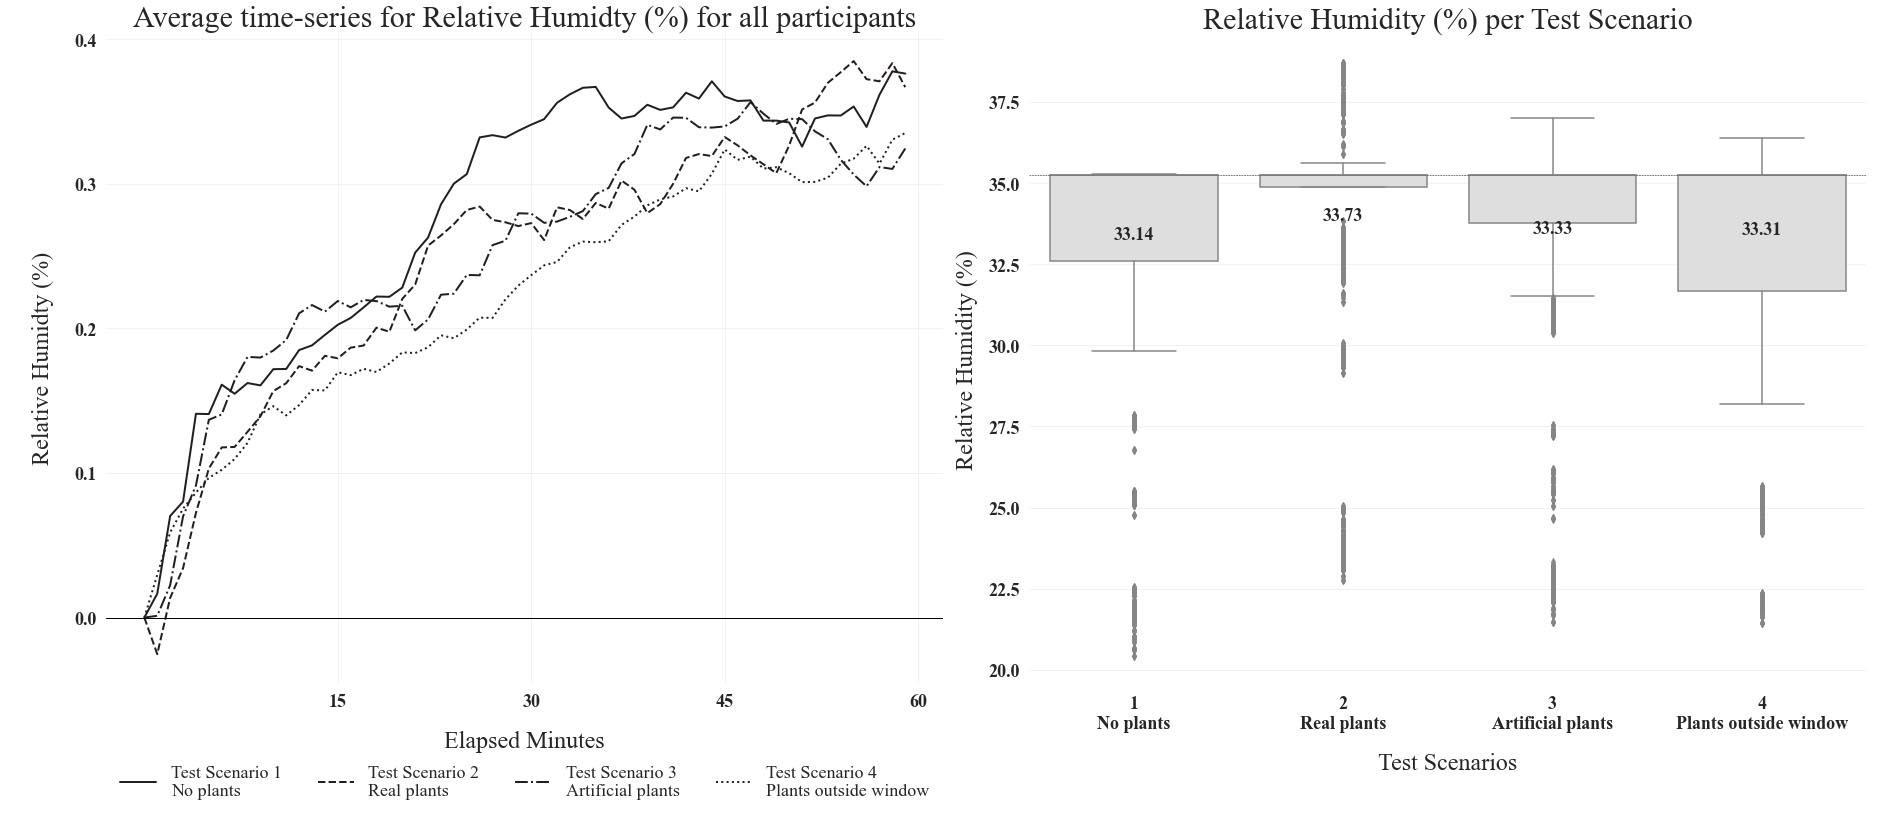 Average time-series for Relative Humidty (%) for all participants
Relative Humidty (%)
0.4
0.3
0.2
0.1
0.0
15 30 45 60
Elapsed Minutes
Test Scenario 1
No plants
Test Scenario 2
Real plants
Test Scenario 3
Artificial plants
Test Scenario 4
Plants outside window
Relative Humidity (%) per Test Scenario
Relative Humidity (%)
37.5
35.0
32.5
30.0
27.5
25.0
22.5
20.0
33.14
33.73
33.33
33.31
1 2 3 4
No plants Real plants Artificial plants Plants outside window
Test Scenarios